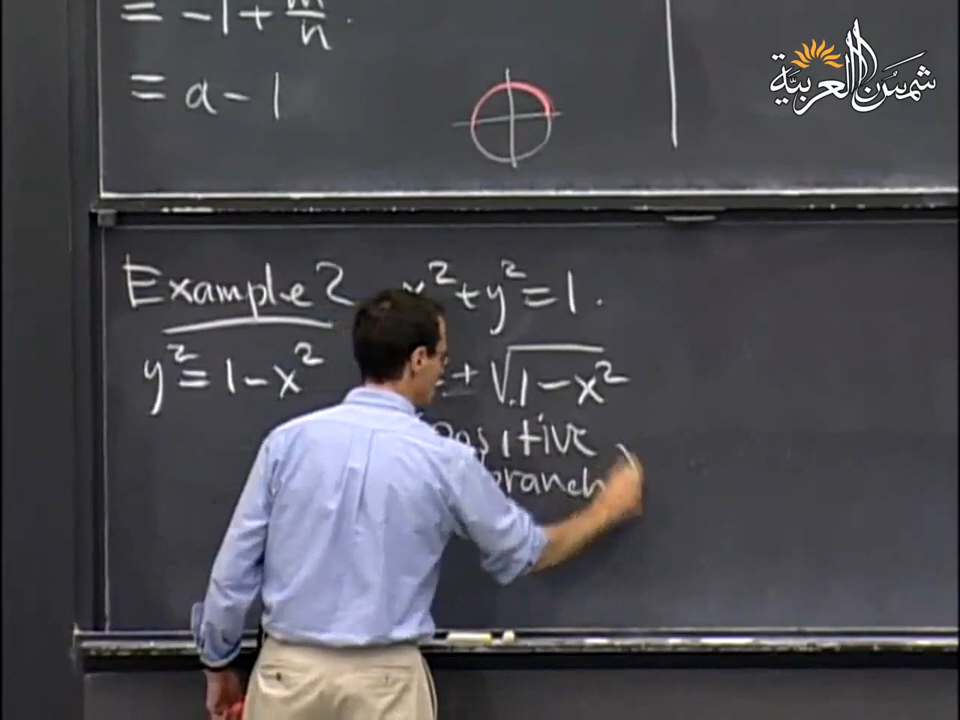 = -1 + m/n .
= a - 1
شمس العربية
Example 2 x² + y² = 1 .
y² = 1 - x² = ± √1 - x²
positive
branch